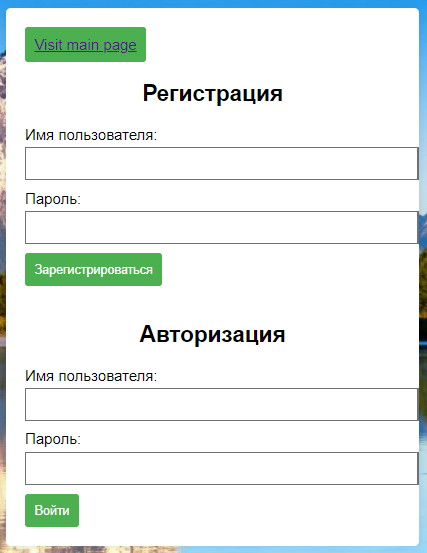 Visit main page
Регистрация
Имя пользователя:
Пароль:
Зарегистрироваться
Авторизация
Имя пользователя:
Пароль:
Войти